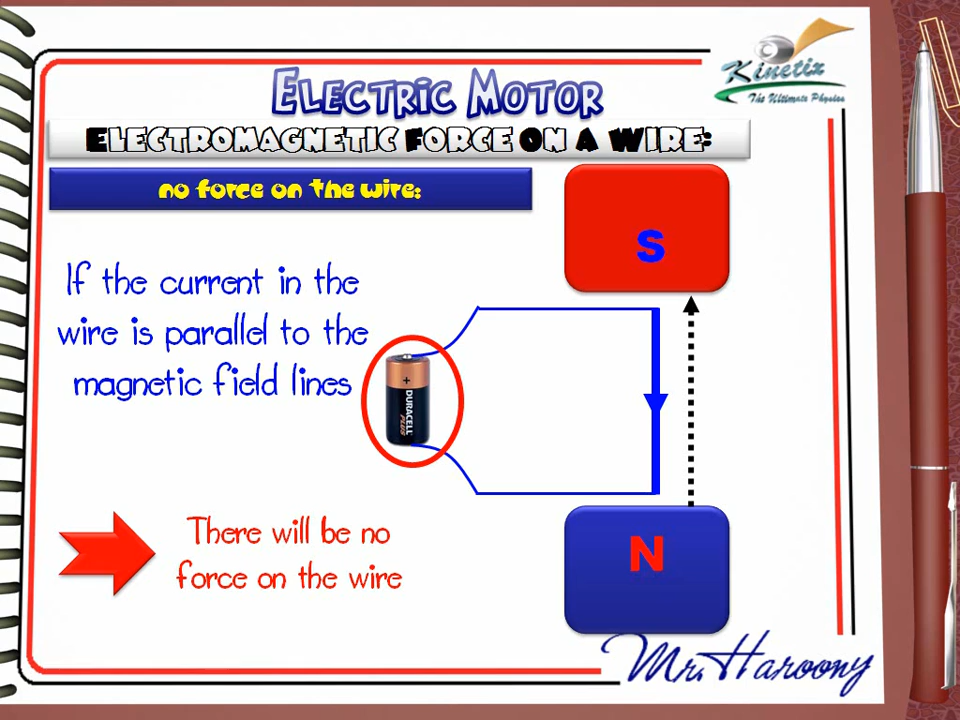 Electric Motor
Kinetix
The Ultimate Physics
Electromagnetic Force on a Wire:
no force on the wire:
S
If the current in the
wire is parallel to the
magnetic field lines
+
DURACELL
PLUS
There will be no
force on the wire
N
Mr. Haroony